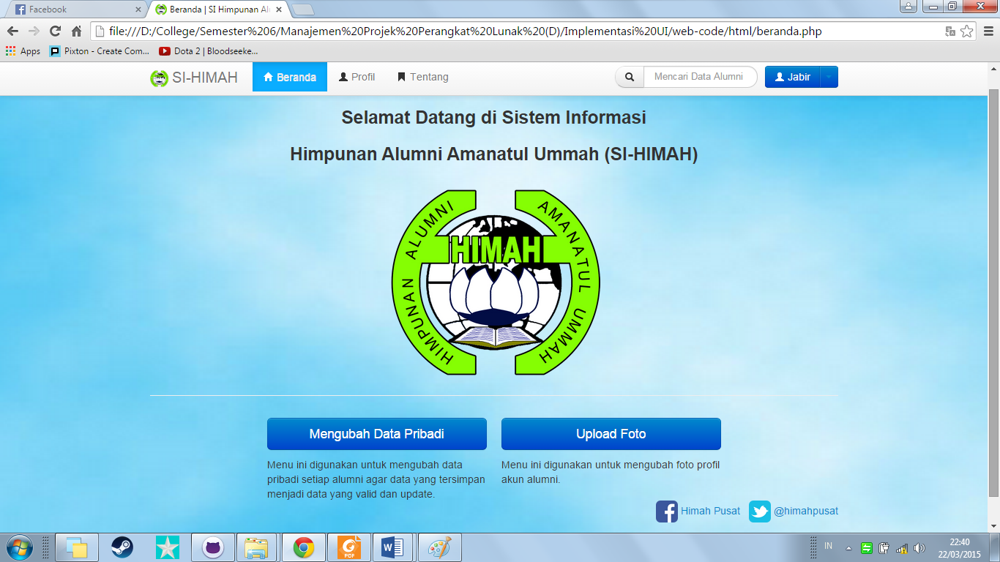 Facebook
Beranda | SI Himpunan Al
file:///D:/College/Semester%206/Manajemen%20Projek%20Perangkat%20Lunak%20(D)/Implementasi%20UI/web-code/html/beranda.php
Apps
Pixton - Create Com...
Dota 2 | Bloodseeke...
SI-HIMAH
Beranda
Profil
Tentang
Mencari Data Alumni
Jabir
Selamat Datang di Sistem Informasi
Himpunan Alumni Amanatul Ummah (SI-HIMAH)
HIMPUNAN ALUMNI
AMANATUL UMMAH
HIMAH
Mengubah Data Pribadi
Menu ini digunakan untuk mengubah data
pribadi setiap alumni agar data yang tersimpan
menjadi data yang valid dan update.
Upload Foto
Menu ini digunakan untuk mengubah foto profil
akun alumni.
Himah Pusat
@himahpusat
PDF
IN
22:40
22/03/2015